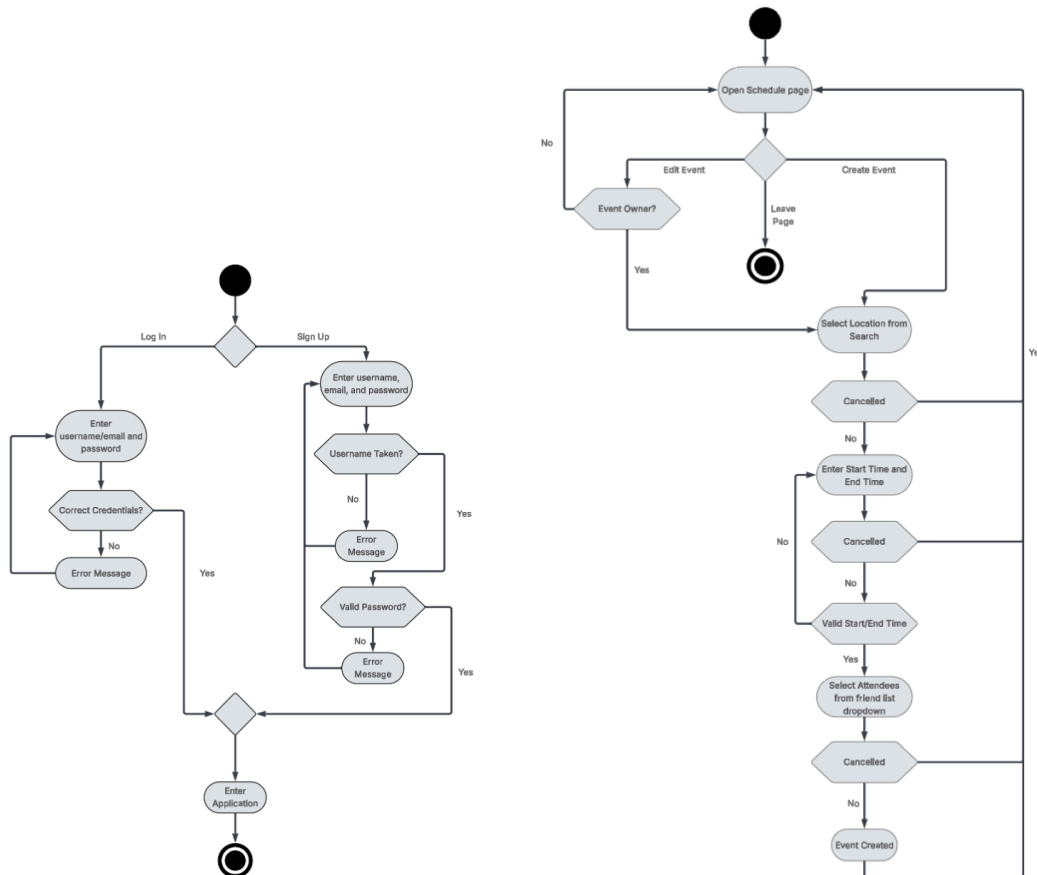 Log In
Sign Up
Enter
username/email and
password
Correct Credentials?
No
Error Message
Yes
Enter username,
email, and password
Username Taken?
No
Yes
Error
Message
Valid Password?
No
Error
Message
Yes
Enter
Application
Open Schedule page
No
Edit Event
Create Event
Event Owner?
Leave
Page
Yes
Select Location from
Search
Cancelled
No
Enter Start Time and
End Time
Cancelled
No
No
Valid Start/End Time
Yes
Select Attendees
from friend list
dropdown
Cancelled
No
Event Created